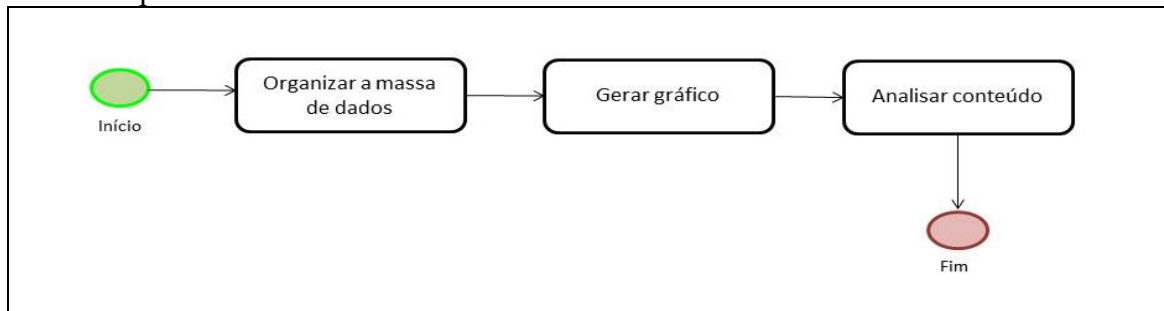 Organizar a massa
de dados
Gerar gráfico
Analisar conteúdo
Início
Fim